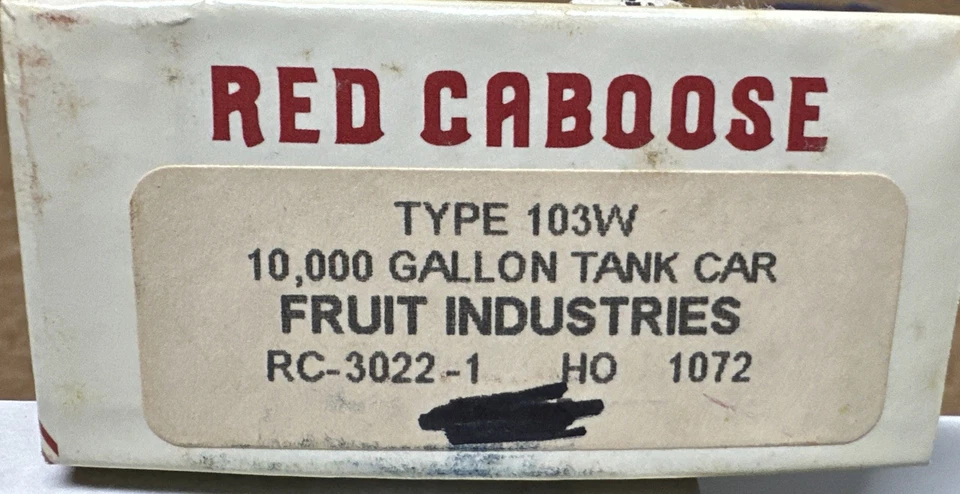 RED CABOOSE
TYPE 103W
10,000 GALLON TANK CAR
FRUIT INDUSTRIES
RC-3022-1 HO 1072